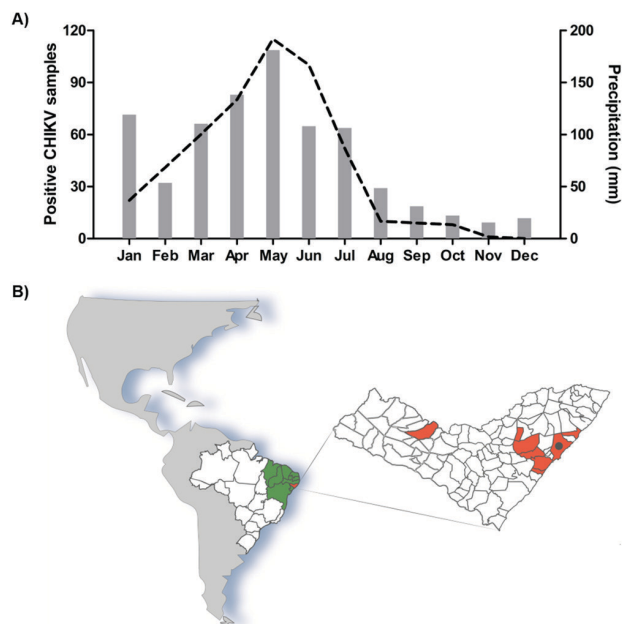 A)
Positive CHIKV samples
120
90
60
30
0
200
150
100
50
0
Precipitation (mm)
Jan Feb Mar Apr May Jun Jul Aug Sep Oct Nov Dec
B)